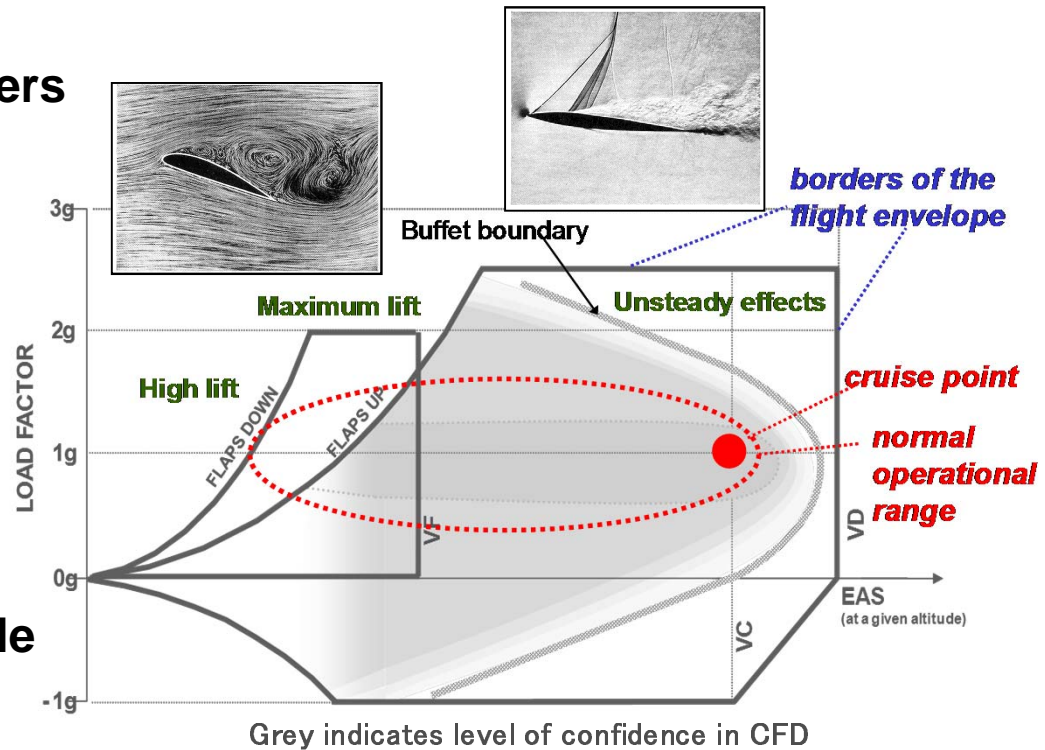 ers
borders of the
flight envelope
3g
Buffet boundary
Maximum lift
Unsteady effects
2g
High lift
cruise point
LOAD FACTOR
FLAPS DOWN
FLAPS UP
1g
normal
operational
range
VF
VD
0g
EAS
(at a given altitude)
le
VC
-1g
Grey indicates level of confidence in CFD